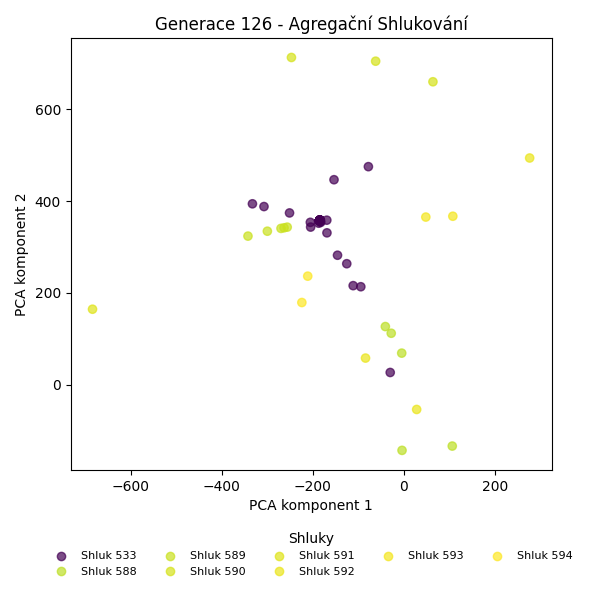 Generace 126 - Agregační Shlukování
600
400
200
0
PCA komponent 2
−600 −400 −200 0 200
PCA komponent 1
Shluky
Shluk 533 Shluk 589 Shluk 591 Shluk 593 Shluk 594
Shluk 588 Shluk 590 Shluk 592